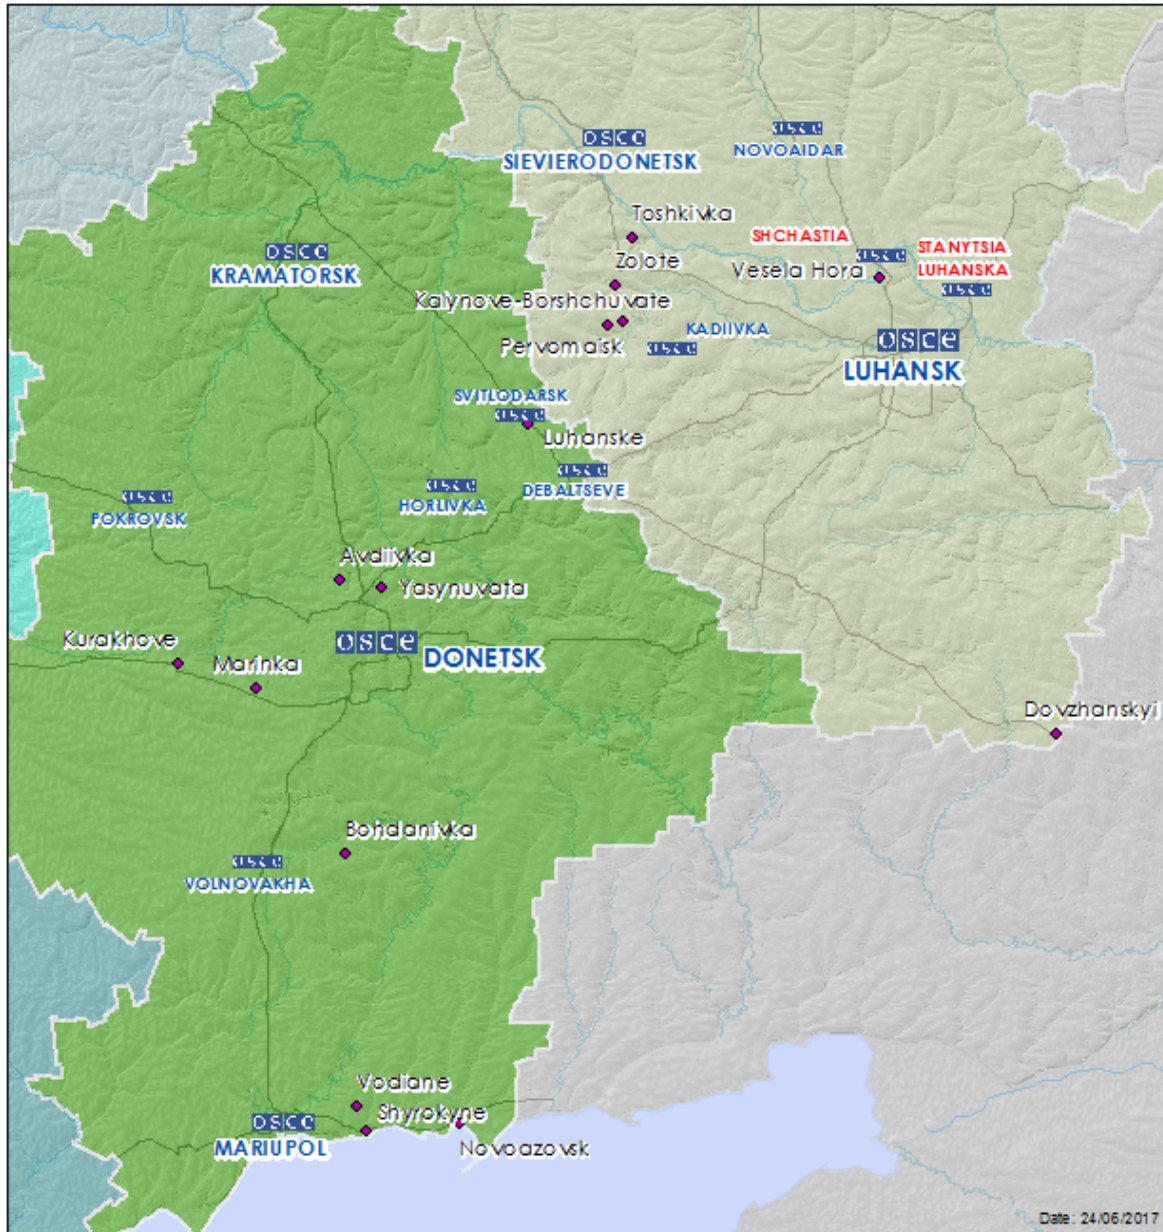 OSCE
NOVOAIDAR
OSCE
SIEVIERODONETSK
Toshkivka
SHCHASTIA
STANYTSIA
LUHANSKA
OSCE
KRAMATORSK
Zolote
Vesela Hora
OSCE
OSCE
Kalynove-Borshchuvate
KADIIVKA
OSCE
Pervomaisk
OSCE
LUHANSK
SVITLODARSK
OSCE
Luhanske
OSCE
DEBALTSEVE
OSCE
HORLIVKA
OSCE
POKROVSK
Avdiivka
Yasynuvata
Kurakhove
Marinka
OSCE
DONETSK
Dovzhanskyi
Bohdanivka
OSCE
VOLNOVAKHA
Vodiane
Shyrokyne
OSCE
MARIUPOL
Novoazovsk
Date: 24/06/2017